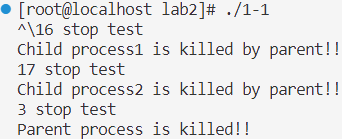 [root@localhost lab2]# ./1-1
^\16 stop test
Child process1 is killed by parent!!
17 stop test
Child process2 is killed by parent!!
3 stop test
Parent process is killed!!